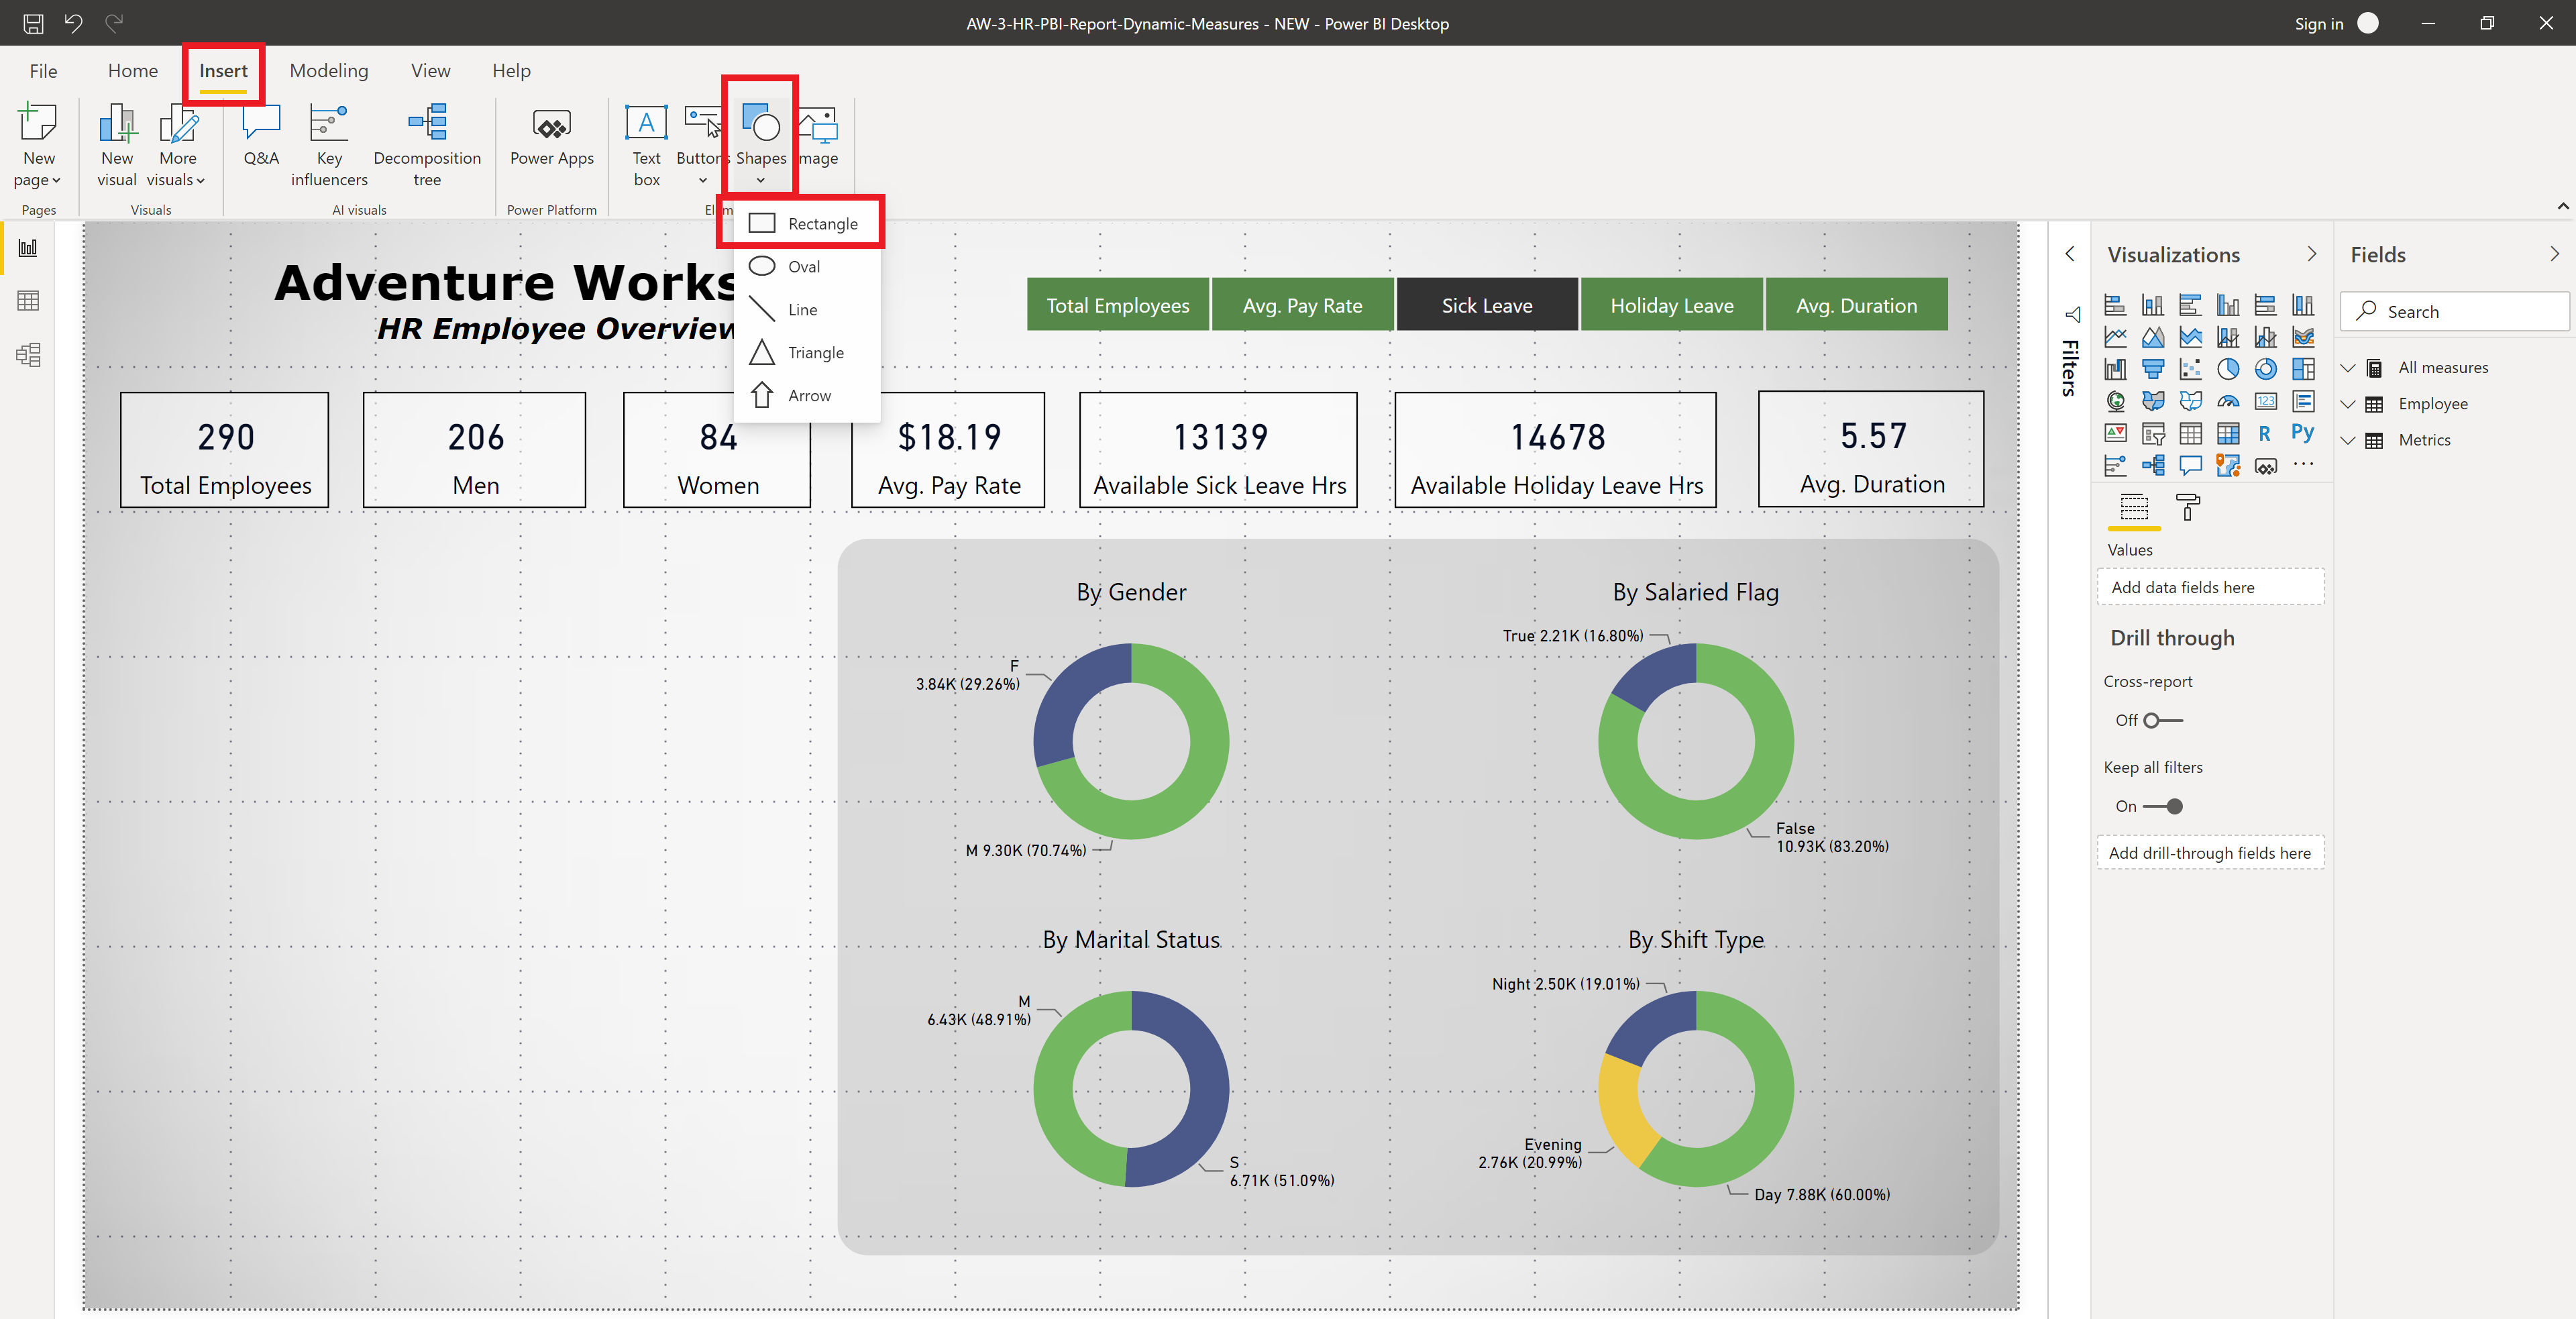 AW-3-HR-PBI-Report-Dynamic-Measures - NEW - Power BI Desktop
Sign in
File
Home
Insert
Modeling
View
Help
New
page
New
visual
More
visuals
Q&A
Key
influencers
Decomposition
tree
Power Apps
Text
box
Buttons
Shapes
mage
Pages
Visuals
AI visuals
Power Platform
Elem
Rectangle
Oval
Line
Triangle
Arrow
Adventure Works
HR Employee Overview
Total Employees
Avg. Pay Rate
Sick Leave
Holiday Leave
Avg. Duration
290
Total Employees
206
Men
84
Women
$18.19
Avg. Pay Rate
13139
Available Sick Leave Hrs
14678
Available Holiday Leave Hrs
5.57
Avg. Duration
By Gender
F
3.84K (29.26%)
M 9.30K (70.74%)
By Salaried Flag
True 2.21K (16.80%)
False
10.93K (83.20%)
By Marital Status
M
6.43K (48.91%)
S
6.71K (51.09%)
By Shift Type
Night 2.50K (19.01%)
Evening
2.76K (20.99%)
Day 7.88K (60.00%)
Filters
Visualizations
123
R
Py
Values
Add data fields here
Drill through
Cross-report
Off
Keep all filters
On
Add drill-through fields here
Fields
Search
All measures
Employee
Metrics